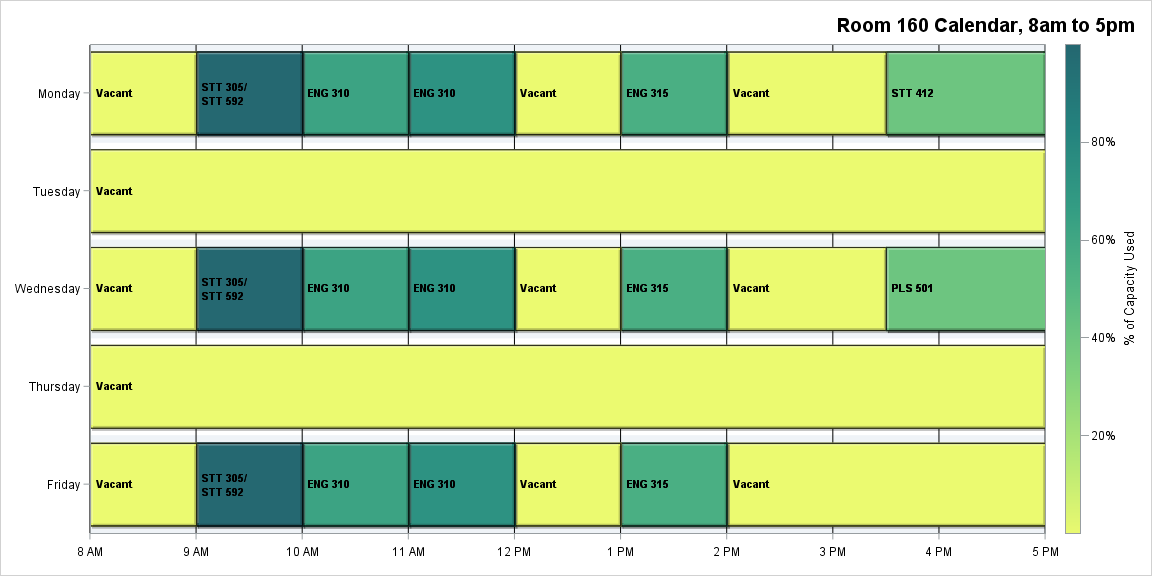 Room 160 Calendar, 8am to 5pm
Monday
Vacant
STT 305/
STT 592
ENG 310
ENG 310
Vacant
ENG 315
Vacant
STT 412
Tuesday
Vacant
Wednesday
Vacant
STT 305/
STT 592
ENG 310
ENG 310
Vacant
ENG 315
Vacant
PLS 501
Thursday
Vacant
Friday
Vacant
STT 305/
STT 592
ENG 310
ENG 310
Vacant
ENG 315
Vacant
8 AM
9 AM
10 AM
11 AM
12 PM
1 PM
2 PM
3 PM
4 PM
5 PM
80%
60%
40%
20%
% of Capacity Used